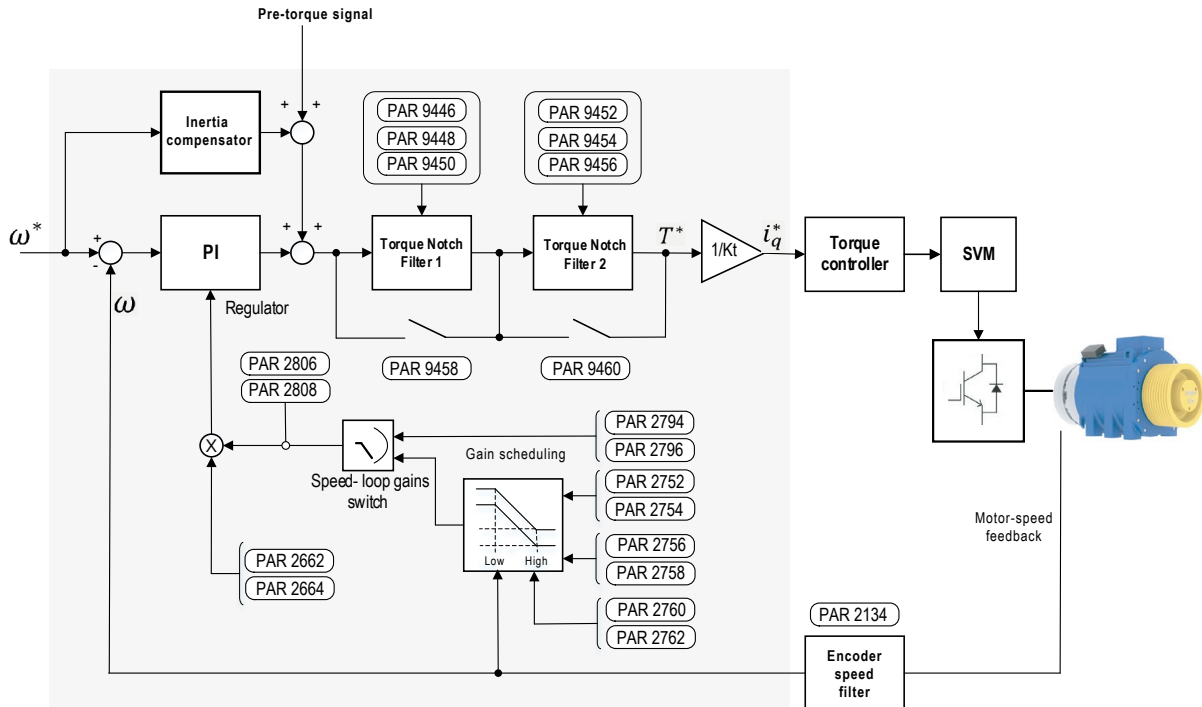 Pre-torque signal
Inertia
compensator
+ +
PAR 9446
PAR 9448
PAR 9450
PAR 9452
PAR 9454
PAR 9456
ω*
+
-
ω
PI
Regulator
+ +
Torque Notch
Filter 1
Torque Notch
Filter 2
T*
1/Kt
i*q
Torque
controller
SVM
PAR 9458
PAR 9460
PAR 2806
PAR 2808
X
Speed- loop gains
switch
Gain scheduling
Low High
PAR 2794
PAR 2796
PAR 2752
PAR 2754
PAR 2756
PAR 2758
PAR 2760
PAR 2762
PAR 2662
PAR 2664
Motor-speed
feedback
PAR 2134
Encoder
speed
filter